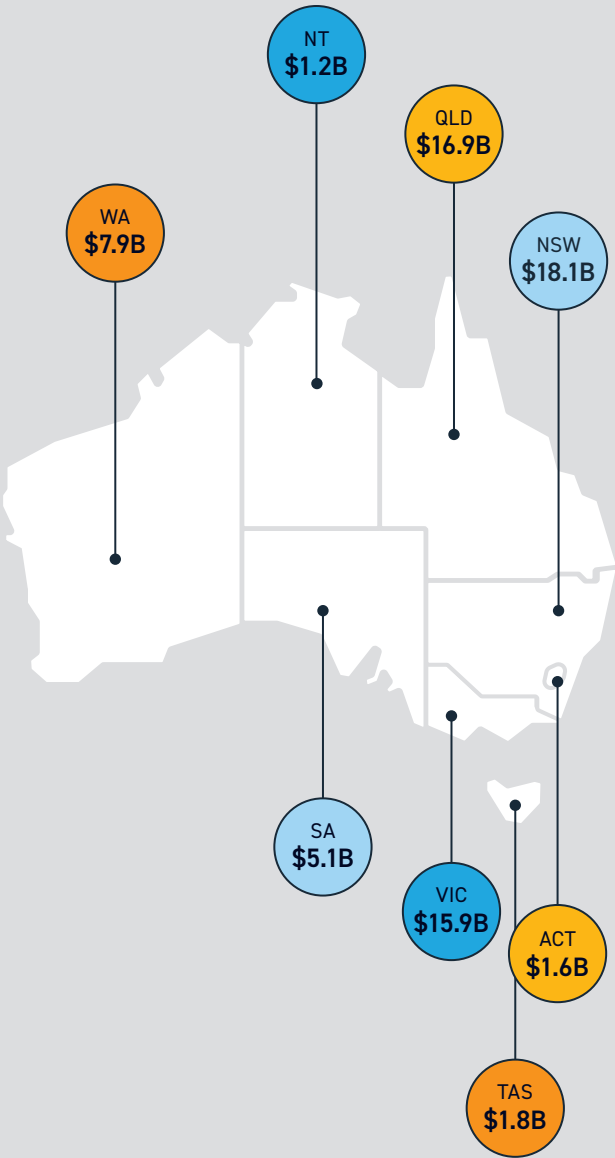 NT
$1.2B
QLD
$16.9B
WA
$7.9B
NSW
$18.1B
SA
$5.1B
VIC
$15.9B
ACT
$1.6B
TAS
$1.8B